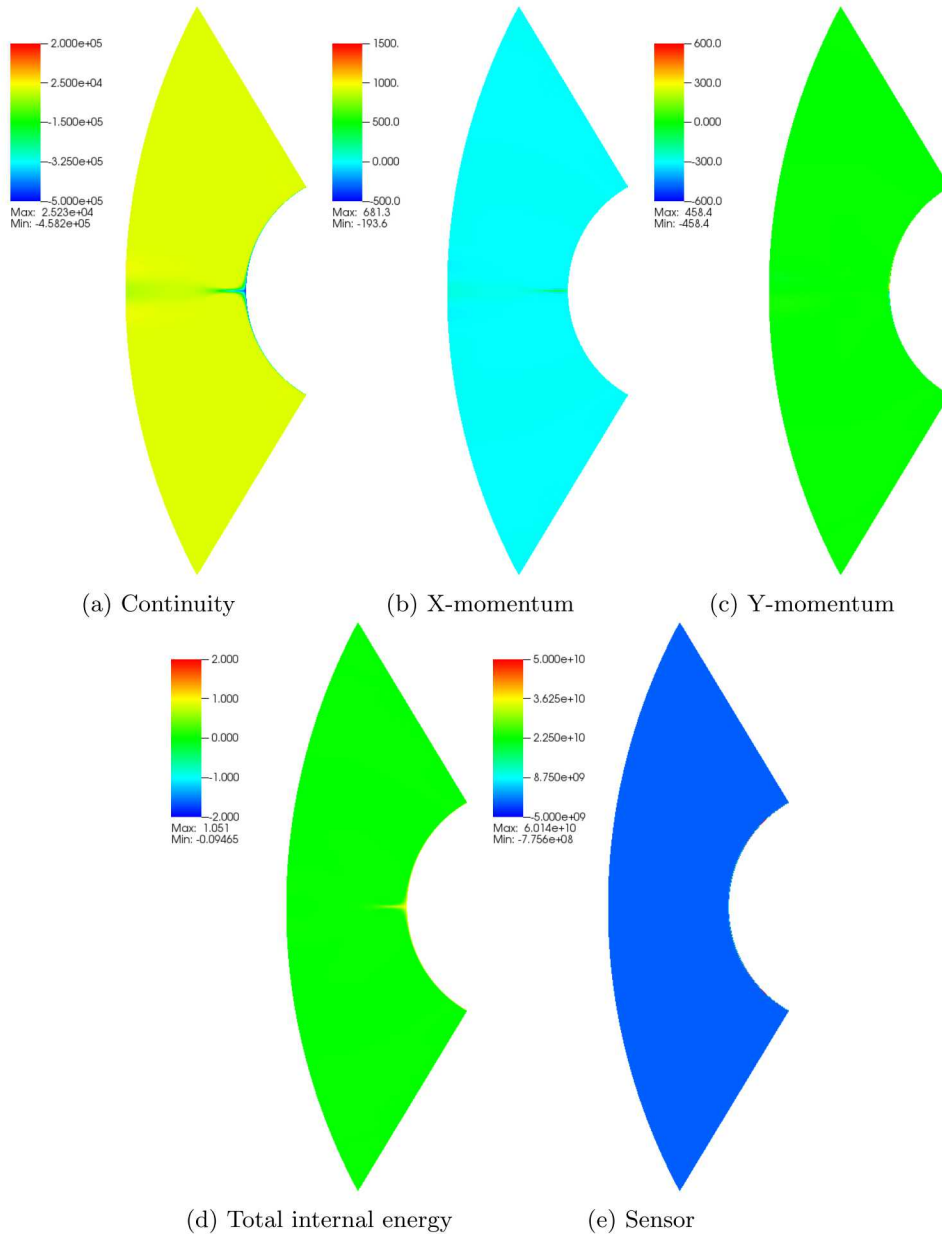 2.000e+05
2.500e+04
-1.500e+05
-3.250e+05
-5.000e+05
Max: 2.523e+04
Min: -4.582e+05
1500.
1000.
500.0
0.000
-500.0
Max: 681.3
Min: -193.6
600.0
300.0
0.000
-300.0
-600.0
Max: 458.4
Min: -458.4
(a) Continuity
(b) X-momentum
(c) Y-momentum
2.000
1.000
0.000
-1.000
-2.000
Max: 1.051
Min: -0.09465
5.000e+10
3.625e+10
2.250e+10
8.750e+09
-5.000e+09
Max: 6.014e+10
Min: -7.756e+08
(d) Total internal energy
(e) Sensor